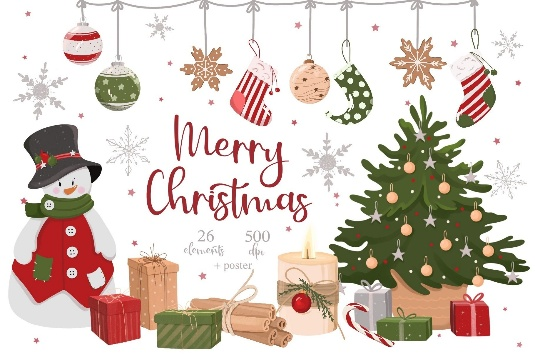 Merry
Christmas
26 500
elements dpi
+ poster